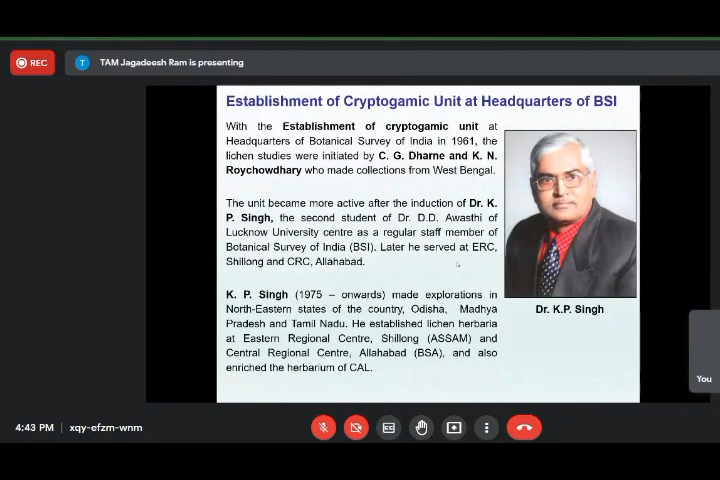 REC
T
TAM Jagadeesh Ram is presenting
Establishment of Cryptogamic Unit at Headquarters of BSI
With the Establishment of cryptogamic unit at
Headquarters of Botanical Survey of India in 1961, the
lichen studies were initiated by C. G. Dharne and K. N.
Roychowdhary who made collections from West Bengal.
The unit became more active after the induction of Dr. K.
P. Singh, the second student of Dr. D.D. Awasthi of
Lucknow University centre as a regular staff member of
Botanical Survey of India (BSI). Later he served at ERC,
Shillong and CRC, Allahabad.
K. P. Singh (1975 – onwards) made explorations in
North-Eastern states of the country, Odisha, Madhya
Pradesh and Tamil Nadu. He established lichen herbaria
at Eastern Regional Centre, Shillong (ASSAM) and
Central Regional Centre, Allahabad (BSA), and also
enriched the herbarium of CAL.
Dr. K.P. Singh
You
4:43 PM | xqy-efzm-wnm
CC